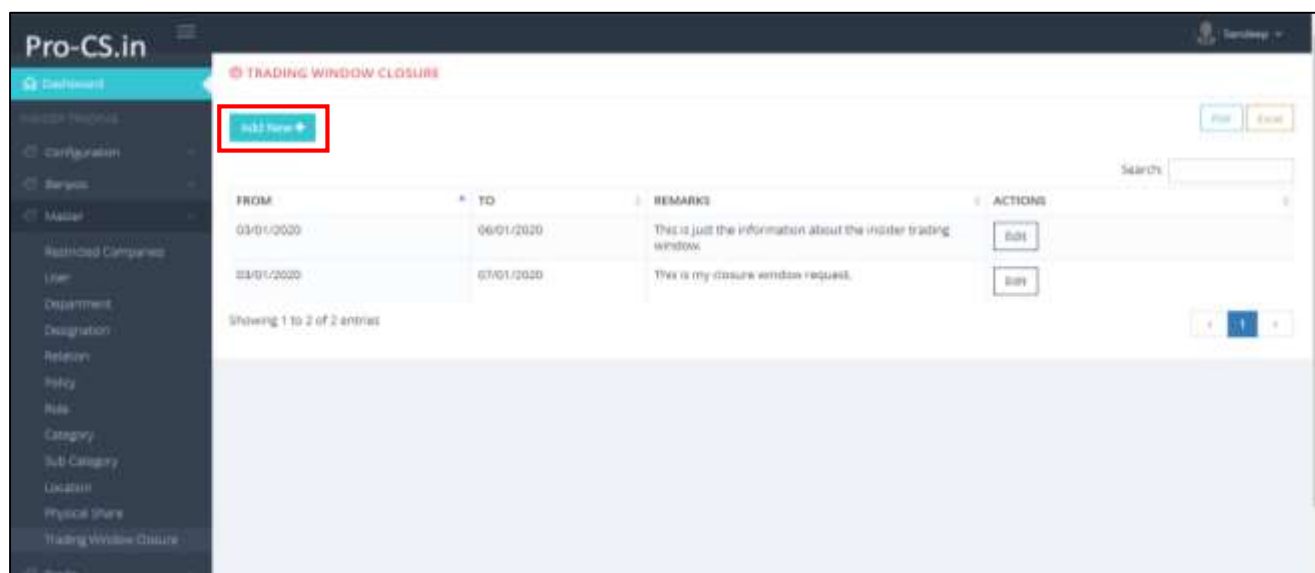 Pro-CS.in
Sandeep
Dashboard
TRADING WINDOW CLOSURE
INSIDER TRADING
Add New
Excel
Configuration
Search:
Master
FROM TO REMARKS ACTIONS
03/01/2020 06/01/2020 This is just the information about the insider trading
window. Edit
Restricted Companies
User
03/01/2020 07/01/2020 This is my closure window request. Edit
Department
Designation
Showing 1 to 2 of 2 entries
1
Relation
Policy
Role
Category
Sub Category
Location
Physical Share
Trading Window Closure